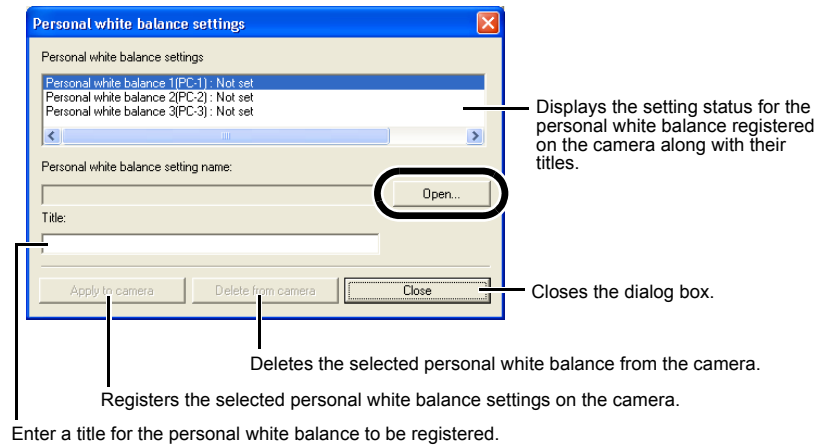 Personal white balance settings
Personal white balance settings
Personal white balance 1(PC-1) : Not set
Personal white balance 2(PC-2) : Not set
Personal white balance 3(PC-3) : Not set
Displays the setting status for the
personal white balance registered
on the camera along with their
titles.
Personal white balance setting name:
Open...
Title:
Apply to camera
Delete from camera
Close
Closes the dialog box.
Deletes the selected personal white balance from the camera.
Registers the selected personal white balance settings on the camera.
Enter a title for the personal white balance to be registered.